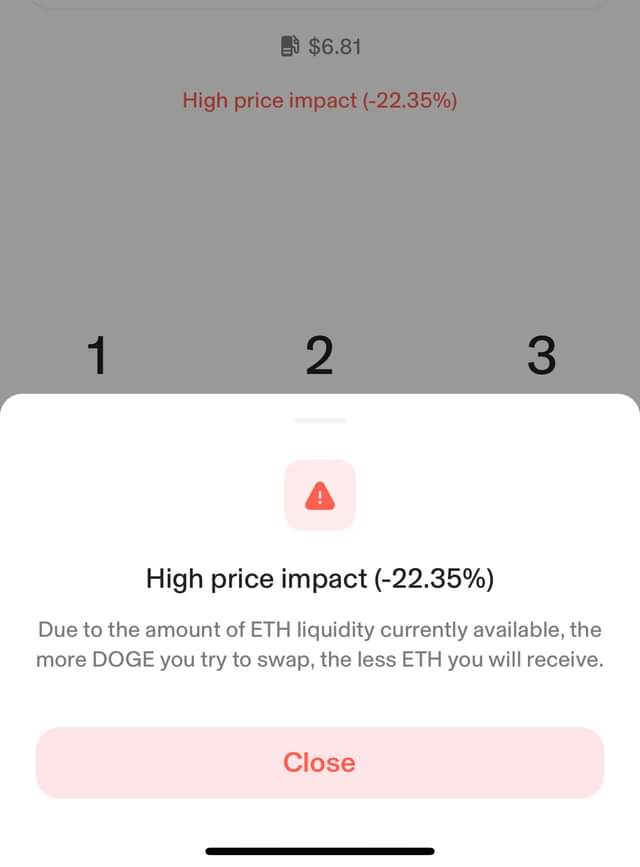 $6.81
High price impact (-22.35%)
1 2 3
High price impact (-22.35%)
Due to the amount of ETH liquidity currently available, the
more DOGE you try to swap, the less ETH you will receive.
Close